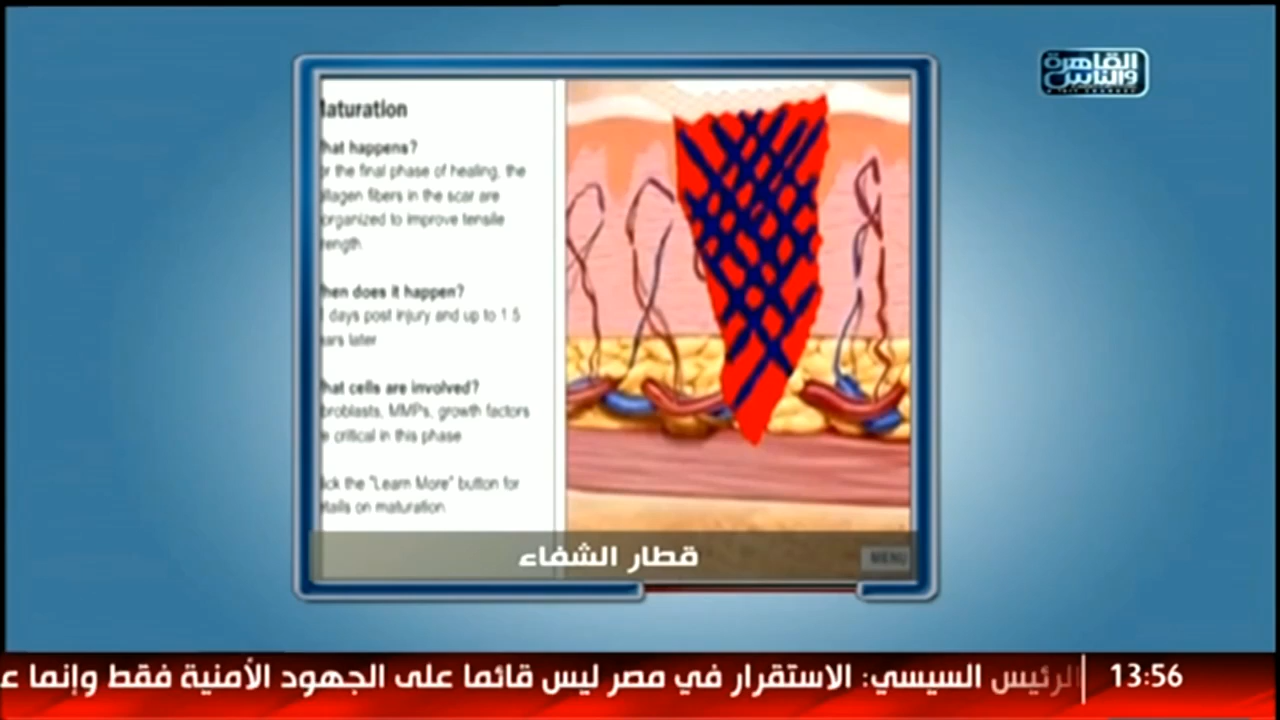 القاهرة
والناس
aturation
hat happens?
r the final phase of healing, the
llagen fibers in the scar are
organized to improve tensile
rength
hen does it happen?
days post injury and up to 1.5
ars later
hat cells are involved?
broblasts, MMPs, growth factors
e critical in this phase
ick the "Learn More" button for
tails on maturation
MENU
قطار الشفاء
الرئيس السيسي: الاستقرار في مصر ليس قائما على الجهود الأمنية فقط وإنما ع
13:56